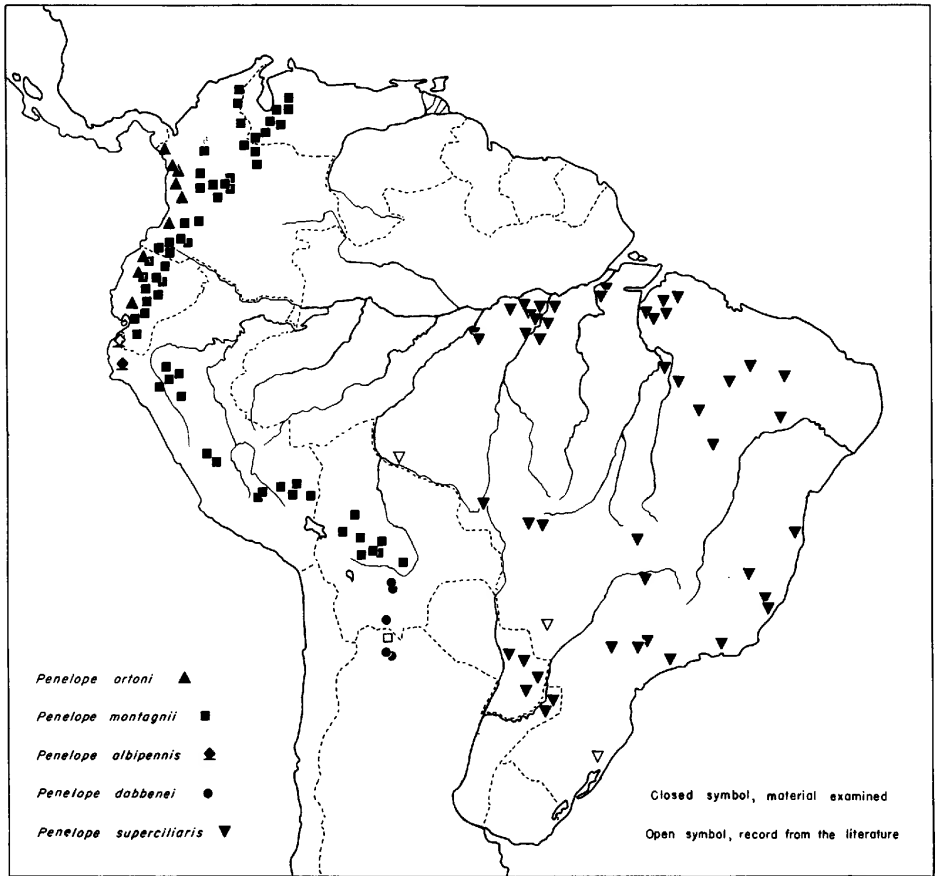 Penelope ortoni
Penelope montagnii
Penelope albipennis
Penelope dabbenei
Penelope superciliaris
Closed symbol, material examined
Open symbol, record from the literature